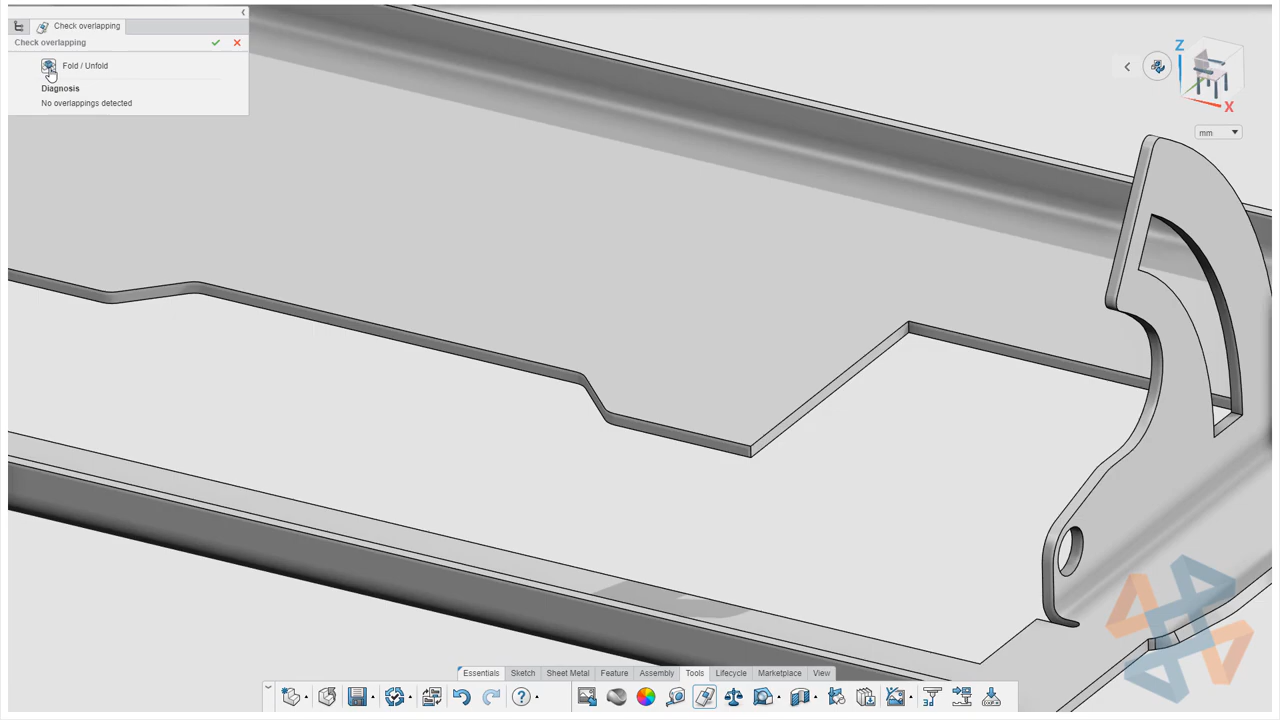 Check overlapping
Check overlapping
Fold / Unfold
Diagnosis
No overlappings detected
Z
X
mm
Essentials Sketch Sheet Metal Feature Assembly Tools Lifecycle Marketplace View